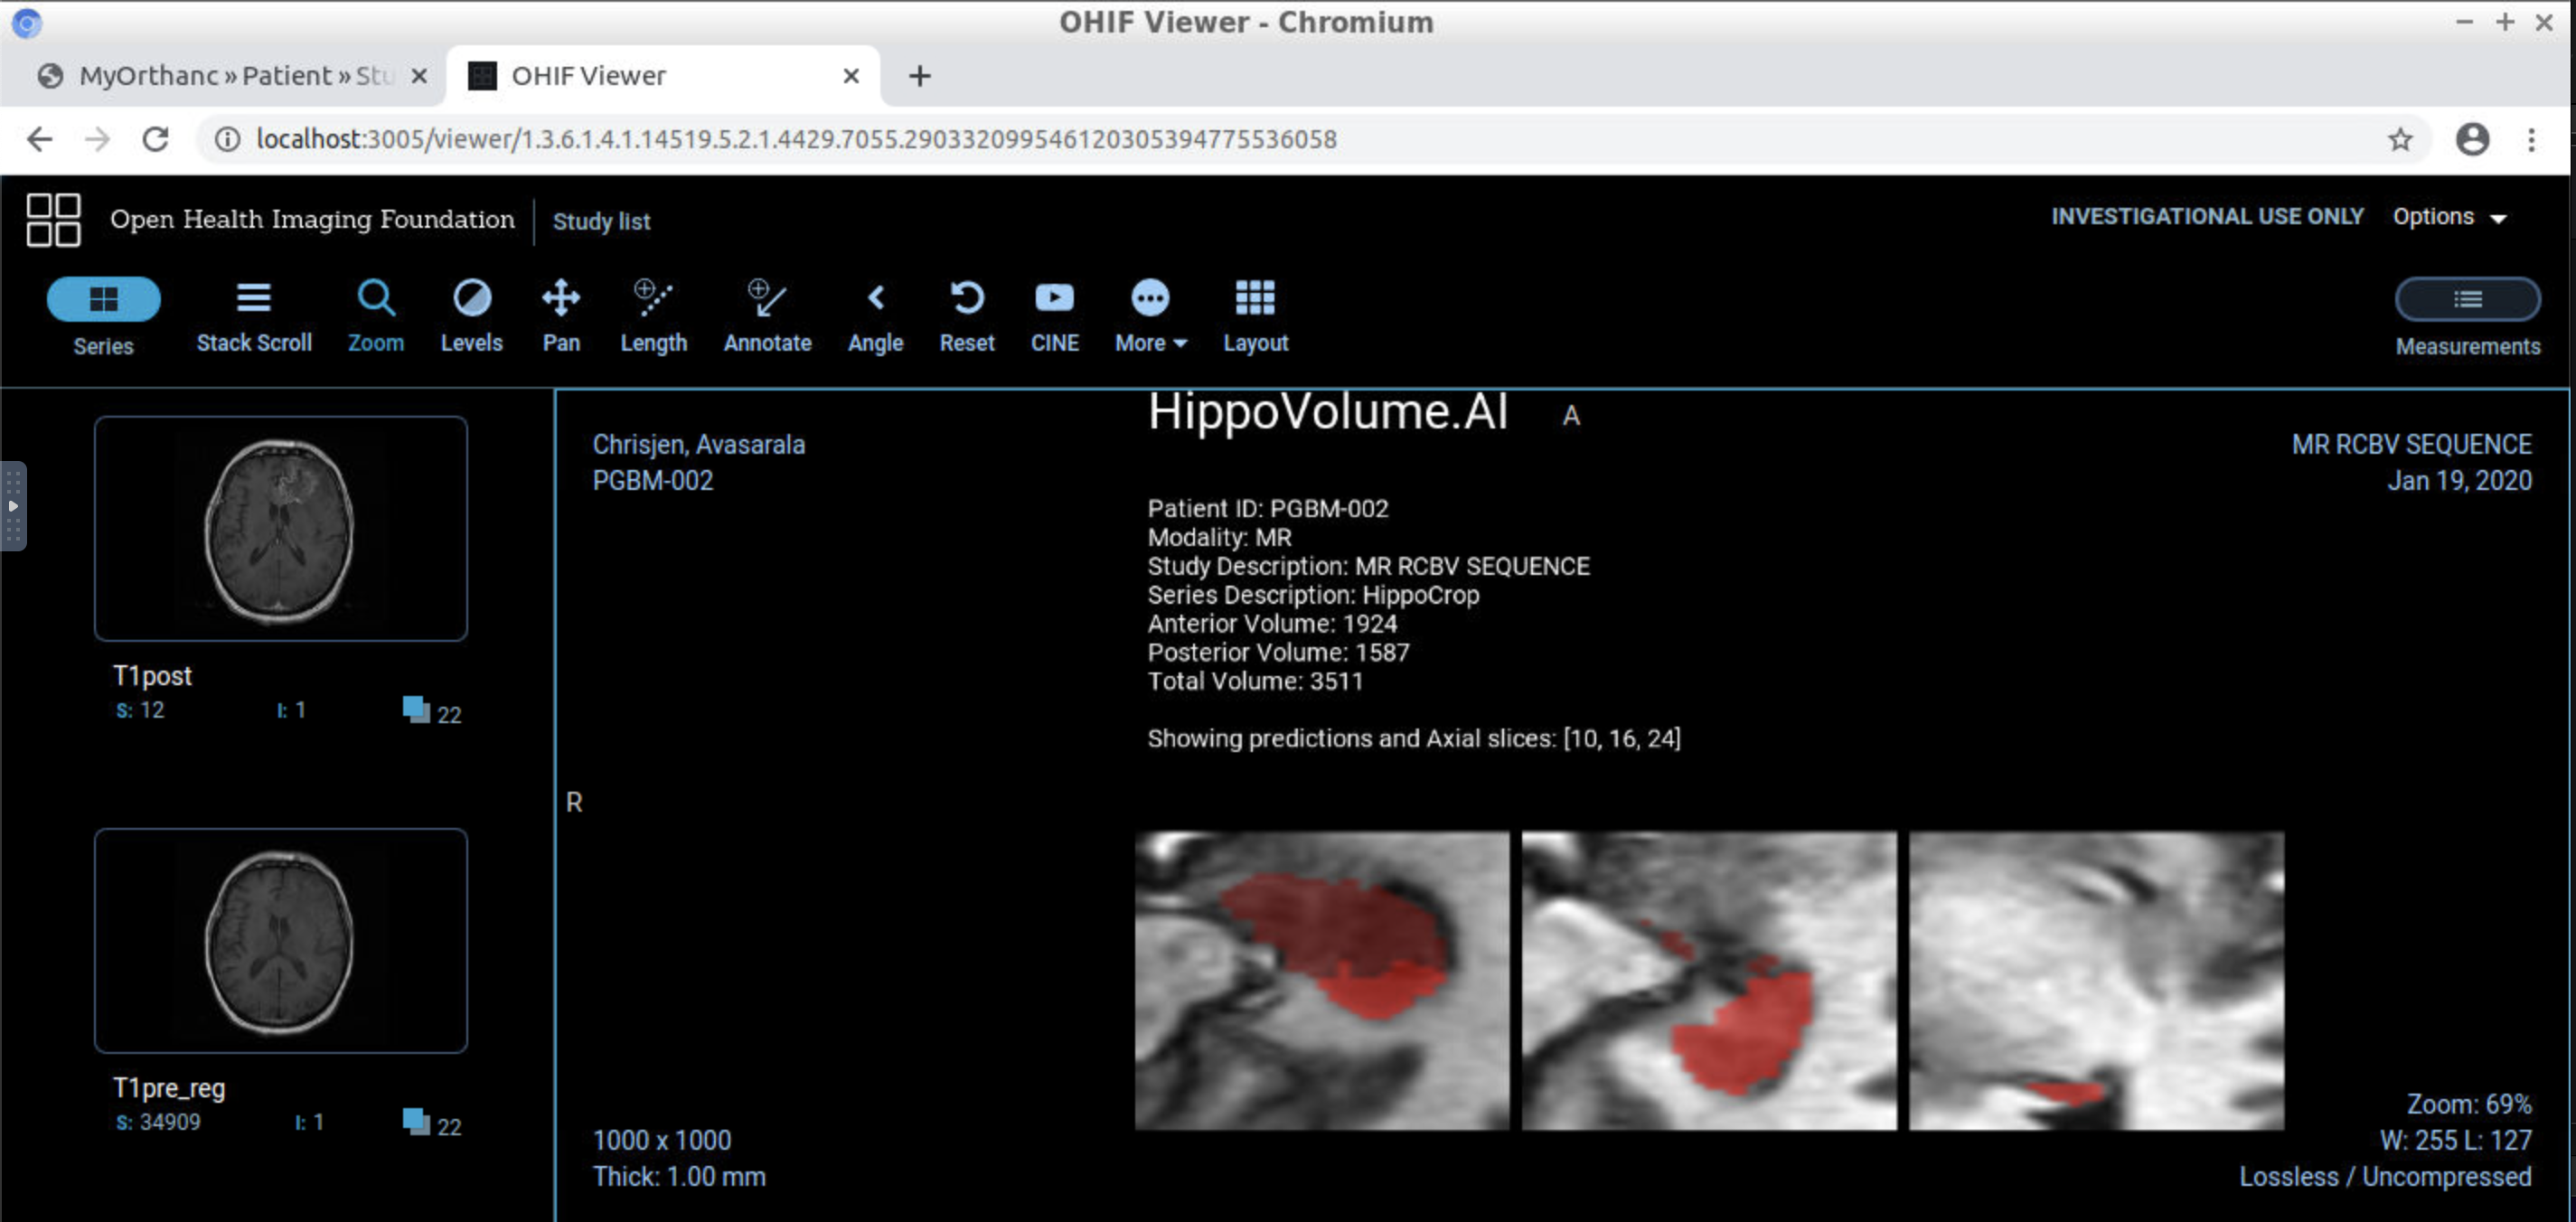 OHIF Viewer - Chromium
MyOrthanc » Patient » Stu
OHIF Viewer
localhost:3005/viewer/1.3.6.1.4.1.14519.5.2.1.4429.7055.290332099546120305394775536058
Open Health Imaging Foundation
Study list
INVESTIGATIONAL USE ONLY
Options
Series
Stack Scroll
Zoom
Levels
Pan
Length
Annotate
Angle
Reset
CINE
More
Layout
Measurements
T1post
S: 12 I: 1 22
T1pre_reg
S: 34909 I: 1 22
HippoVolume.AI
A
Chrisjen, Avasarala
PGBM-002
MR RCBV SEQUENCE
Jan 19, 2020
Patient ID: PGBM-002
Modality: MR
Study Description: MR RCBV SEQUENCE
Series Description: HippoCrop
Anterior Volume: 1924
Posterior Volume: 1587
Total Volume: 3511
Showing predictions and Axial slices: [10, 16, 24]
R
1000 x 1000
Thick: 1.00 mm
Zoom: 69%
W: 255 L: 127
Lossless / Uncompressed